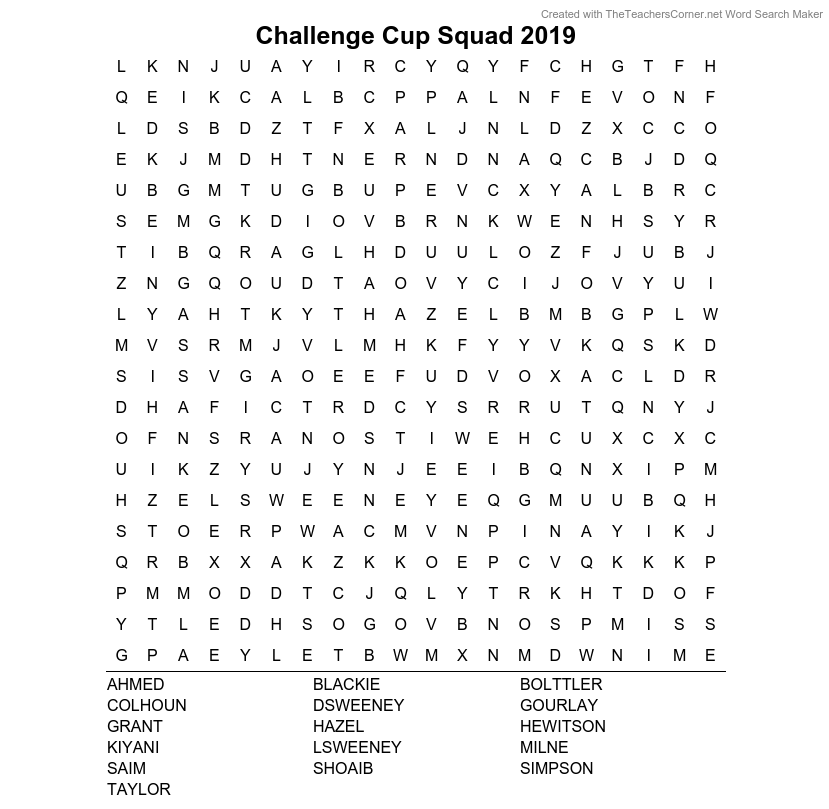 Created with TheTeachersCorner.net Word Search Maker
Challenge Cup Squad 2019
L K N J U A Y I R C Y Q Y F C H G T F H
Q E I K C A L B C P P A L N F E V O N F
L D S B D Z T F X A L J N L D Z X C C O
E K J M D H T N E R N D N A Q C B J D Q
U B G M T U G B U P E V C X Y A L B R C
S E M G K D I O V B R N K W E N H S Y R
T I B Q R A G L H D U U L O Z F J U B J
Z N G Q O U D T A O V Y C I J O V Y U I
L Y A H T K Y T H A Z E L B M B G P L W
M V S R M J V L M H K F Y Y V K Q S K D
S I S V G A O E E F U D V O X A C L D R
D H A F I C T R D C Y S R R U T Q N Y J
O F N S R A N O S T I W E H C U X C X C
U I K Z Y U J Y N J E E I B Q N X I P M
H Z E L S W E E N E Y E Q G M U U B Q H
S T O E R P W A C M V N P I N A Y I K J
Q R B X X A K Z K K O E P C V Q K K K P
P M M O D D T C J Q L Y T R K H T D O F
Y T L E D H S O G O V B N O S P M I S S
G P A E Y L E T B W M X N M D W N I M E
AHMED BLACKIE BOLTTLER
COLHOUN DSWEENEY GOURLAY
GRANT HAZEL HEWITSON
KIYANI LSWEENEY MILNE
SAIM SHOAIB SIMPSON
TAYLOR